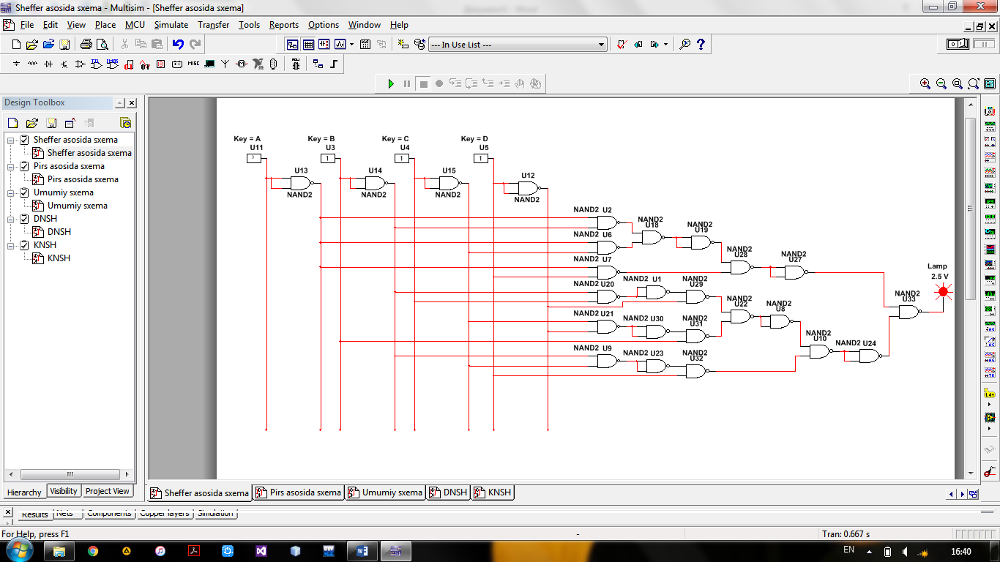 Sheffer asosida sxema - Multisim - [Sheffer asosida sxema]
File Edit View Place MCU Simulate Transfer Tools Reports Options Window Help
--- In Use List ---
MISC
Design Toolbox
Sheffer asosida sxema
Sheffer asosida sxema
Pirs asosida sxema
Pirs asosida sxema
Umumiy sxema
Umumiy sxema
DNSH
DNSH
KNSH
KNSH
Hierarchy Visibility Project View
Key = A Key = B Key = C Key = D
U11 U3 U4 U5
0 1 1 1
U13 U14 U15 U12
NAND2 NAND2 NAND2 NAND2
NAND2 U2
NAND2
U18
NAND2
U19
NAND2 U6
NAND2
U28
NAND2
U27
NAND2 U7
Lamp
2.5 V
NAND2 U20
NAND2 U1
NAND2
U29
NAND2
U33
NAND2
U22
NAND2
U8
NAND2 U21
NAND2 U30
NAND2
U31
NAND2
U10
NAND2 U24
NAND2 U9
NAND2 U23
NAND2
U32
Sheffer asosida sxema Pirs asosida sxema Umumiy sxema DNSH KNSH
Results Nets Components Copper layers Simulation
For Help, press F1
-
Tran: 0.667 s
EN 16:40